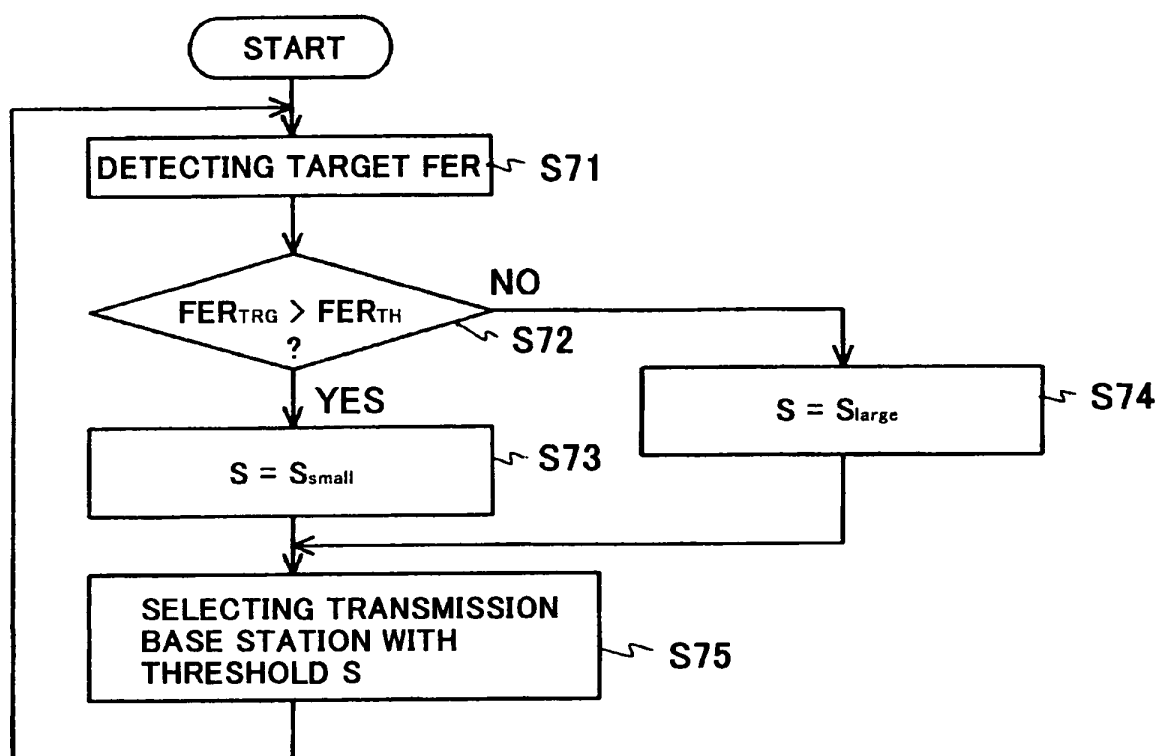 START
DETECTING TARGET FER
S71
NO
FERTRG > FERTH
?
S72
YES
S = Slarge
S74
S = Ssmall
S73
SELECTING TRANSMISSION
BASE STATION WITH
THRESHOLD S
S75